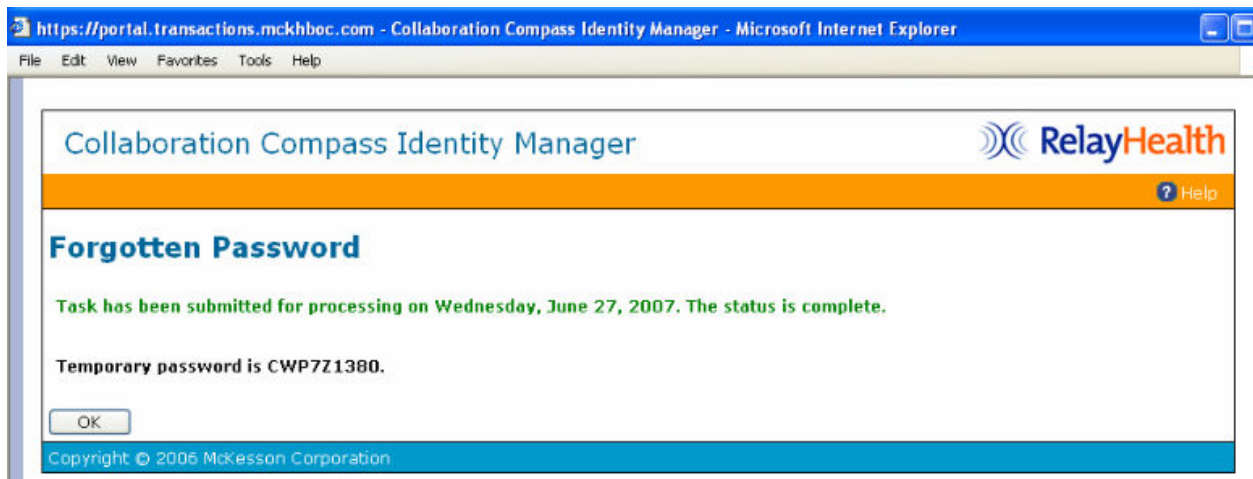 https://portal.transactions.mckhboc.com - Collaboration Compass Identity Manager - Microsoft Internet Explorer
File Edit View Favorites Tools Help
Collaboration Compass Identity Manager
RelayHealth
? Help
Forgotten Password
Task has been submitted for processing on Wednesday, June 27, 2007. The status is complete.
Temporary password is CWP7Z1380.
OK
Copyright © 2006 McKesson Corporation